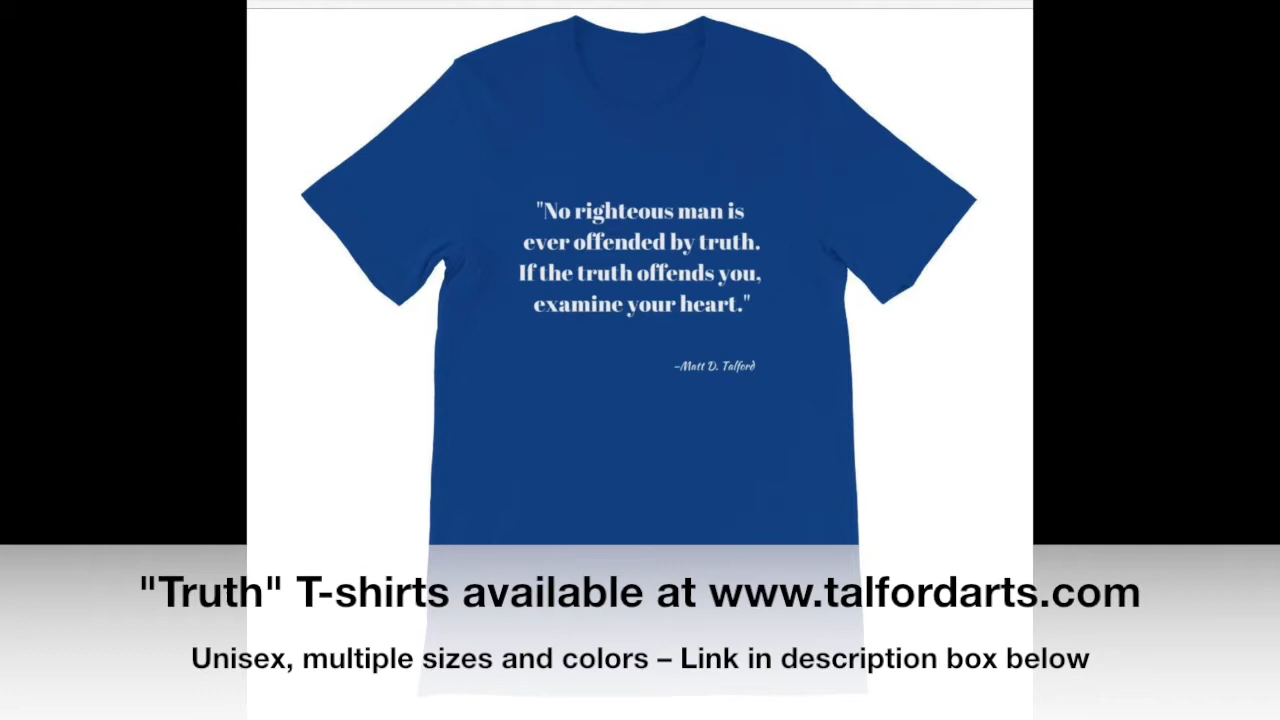 "No righteous man is
ever offended by truth.
If the truth offends you,
examine your heart."
–Matt D. Talford
"Truth" T-shirts available at www.talfordarts.com
Unisex, multiple sizes and colors – Link in description box below